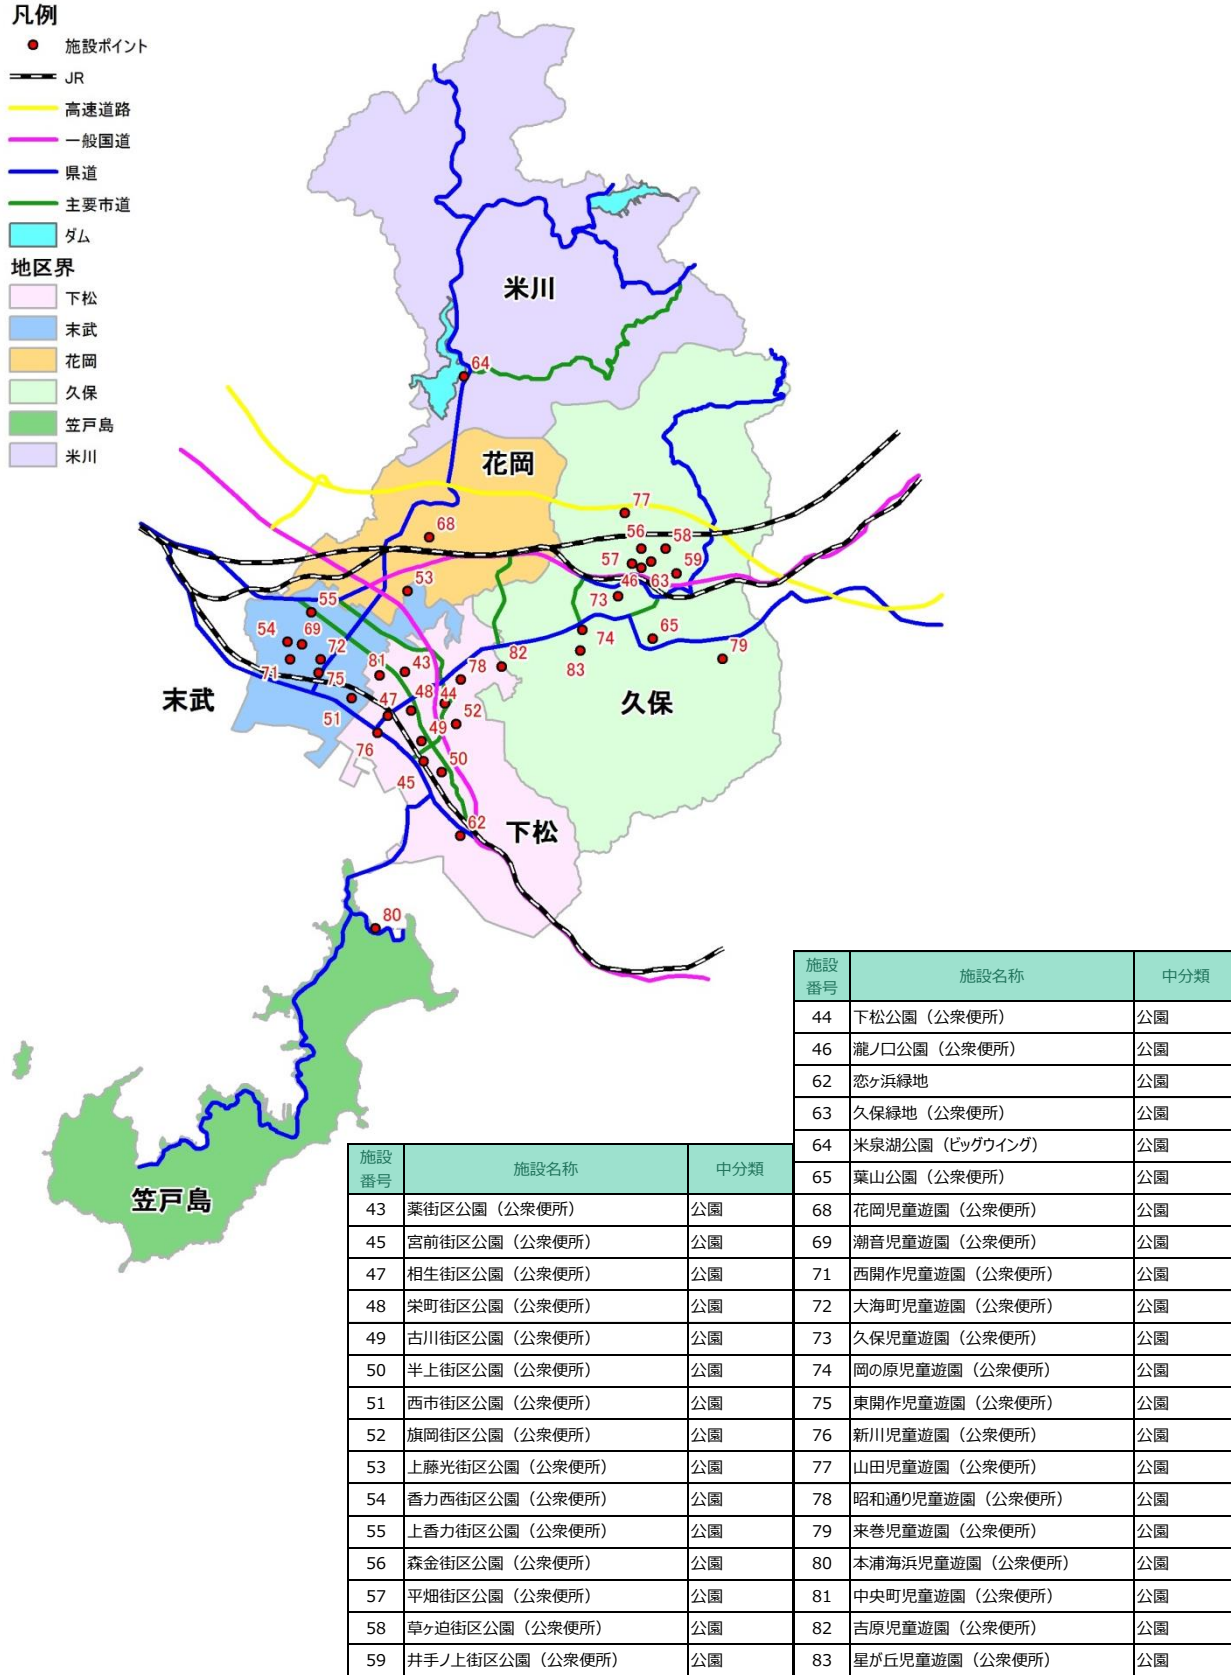 凡例
施設ポイント
JR
高速道路
一般国道
県道
主要市道
ダム
地区界
下松
末武
花岡
久保
笠戸島
米川
米川
64
花岡
77
68
56
58
57
59
53
46
63
55
73
54
69
65
74
72
82
79
71
81
43
83
75
78
末武
48
44
久保
51
47
52
49
76
50
45
62
下松
80
笠戸島
施設番号 施設名称 中分類
43 薬街区公園（公衆便所） 公園
45 宮前街区公園（公衆便所） 公園
47 相生街区公園（公衆便所） 公園
48 栄町街区公園（公衆便所） 公園
49 古川街区公園（公衆便所） 公園
50 半上街区公園（公衆便所） 公園
51 西市街区公園（公衆便所） 公園
52 旗岡街区公園（公衆便所） 公園
53 上藤光街区公園（公衆便所） 公園
54 香力西街区公園（公衆便所） 公園
55 上香力街区公園（公衆便所） 公園
56 森金街区公園（公衆便所） 公園
57 平畑街区公園（公衆便所） 公園
58 草ヶ迫街区公園（公衆便所） 公園
59 井手ノ上街区公園（公衆便所） 公園
施設番号 施設名称 中分類
44 下松公園（公衆便所） 公園
46 瀧ノ口公園（公衆便所） 公園
62 恋ヶ浜緑地 公園
63 久保緑地（公衆便所） 公園
64 米泉湖公園（ビッグウイング） 公園
65 葉山公園（公衆便所） 公園
68 花岡児童遊園（公衆便所） 公園
69 潮音児童遊園（公衆便所） 公園
71 西開作児童遊園（公衆便所） 公園
72 大海町児童遊園（公衆便所） 公園
73 久保児童遊園（公衆便所） 公園
74 岡の原児童遊園（公衆便所） 公園
75 東開作児童遊園（公衆便所） 公園
76 新川児童遊園（公衆便所） 公園
77 山田児童遊園（公衆便所） 公園
78 昭和通り児童遊園（公衆便所） 公園
79 来巻児童遊園（公衆便所） 公園
80 本浦海浜児童遊園（公衆便所） 公園
81 中央町児童遊園（公衆便所） 公園
82 吉原児童遊園（公衆便所） 公園
83 星が丘児童遊園（公衆便所） 公園